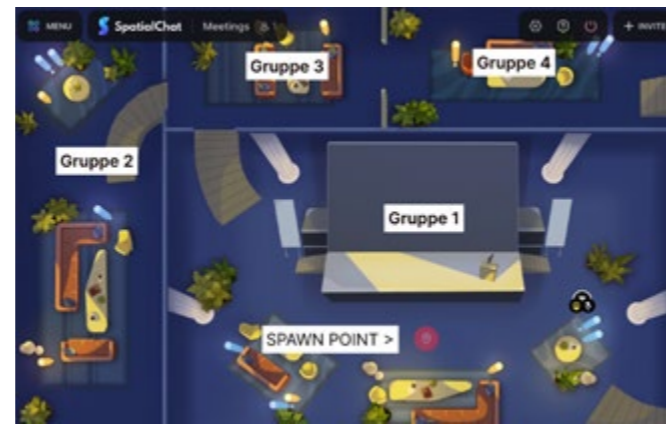 MENU
SpatialChat
Meetings
+ INVITE
Gruppe 3
Gruppe 4
Gruppe 2
Gruppe 1
SPAWN POINT >